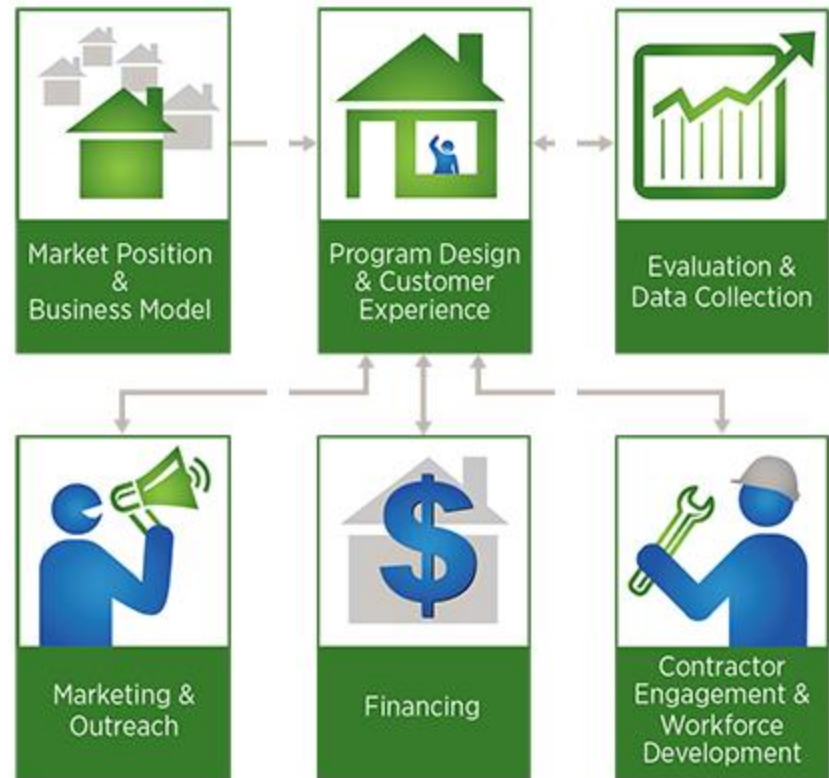 Market Position
&
Business Model
Program Design
& Customer
Experience
Evaluation &
Data Collection
Marketing &
Outreach
$
Financing
Contractor
Engagement &
Workforce
Development